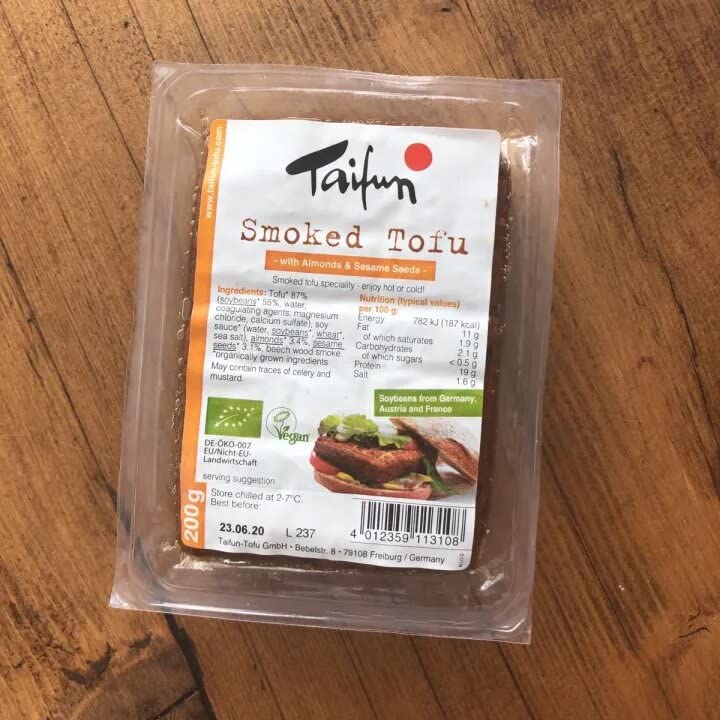 www.taifun-tofu.com
Taifun
Smoked Tofu
- with Almonds & Sesame Seeds -
Smoked tofu speciality - enjoy hot or cold!
Ingredients: Tofu* 87%
(soybeans* 55%, water,
coagulating agents: magnesium
chloride, calcium sulfate), soy
sauce* (water, soybeans*, wheat*,
sea salt), almonds* 3.4%, sesame
seeds* 3.1%, beech wood smoke.
*organically grown ingredients
May contain traces of celery and
mustard.
Nutrition (typical values)
per 100 g:
Energy 782 kJ (187 kcal)
Fat 11 g
of which saturates 1.9 g
Carbohydrates 2.1 g
of which sugars < 0.5 g
Protein 19 g
Salt 1.6 g
Soybeans from Germany,
Austria and France
DE-ÖKO-007
EU/Nicht-EU-
Landwirtschaft
Vegan
serving suggestion
200g
Store chilled at 2-7°C.
Best before:
23.06.20 L 237
4 012359 113108
Taifun-Tofu GmbH • Bebelstr. 8 • 79108 Freiburg / Germany